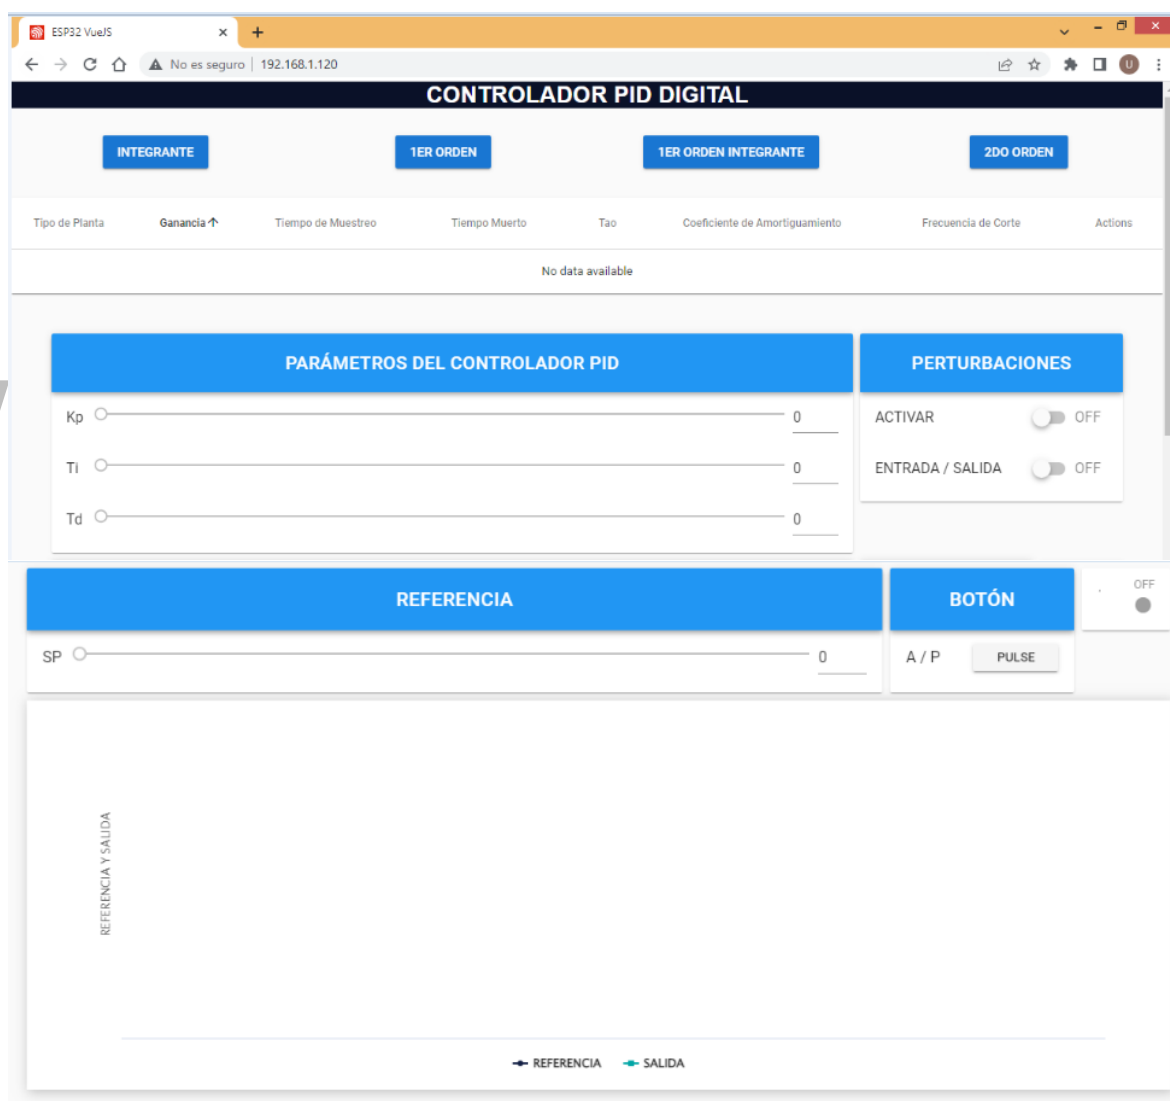 ESP32 VueJS
No es seguro | 192.168.1.120
U
CONTROLADOR PID DIGITAL
INTEGRANTE 1ER ORDEN 1ER ORDEN INTEGRANTE 2DO ORDEN
Tipo de Planta Ganancia Tiempo de Muestreo Tiempo Muerto Tao Coeficiente de Amortiguamiento Frecuencia de Corte Actions
No data available
PARÁMETROS DEL CONTROLADOR PID PERTURBACIONES
Kp 0 ACTIVAR OFF
Ti 0 ENTRADA / SALIDA OFF
Td 0
REFERENCIA BOTÓN OFF
SP 0 A / P PULSE
REFERENCIA Y SALIDA
REFERENCIA SALIDA